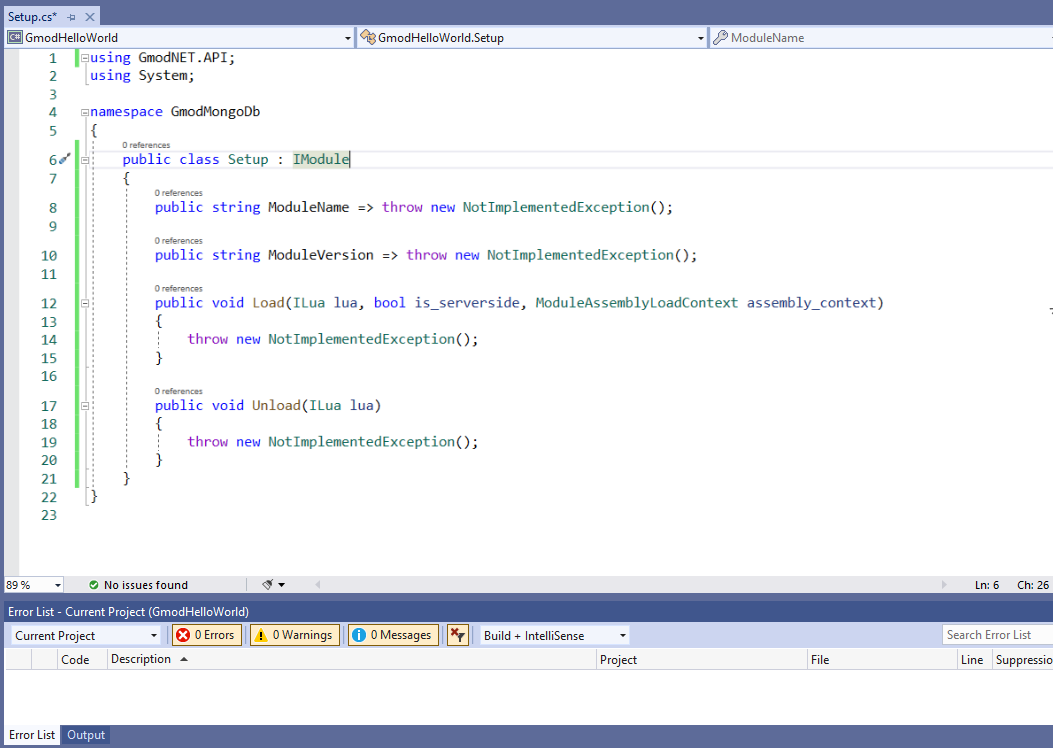 Setup.cs*
GmodHelloWorld GmodHelloWorld.Setup ModuleName
1 using GmodNET.API;
2 using System;
3
4 namespace GmodMongoDb
5 {
0 references
6 public class Setup : IModule
7 {
0 references
8 public string ModuleName => throw new NotImplementedException();
9
0 references
10 public string ModuleVersion => throw new NotImplementedException();
11
0 references
12 public void Load(ILua lua, bool is_serverside, ModuleAssemblyLoadContext assembly_context)
13 {
14 throw new NotImplementedException();
15 }
16
0 references
17 public void Unload(ILua lua)
18 {
19 throw new NotImplementedException();
20 }
21 }
22 }
23
89 % No issues found Ln: 6 Ch: 26
Error List - Current Project (GmodHelloWorld)
Current Project 0 Errors 0 Warnings 0 Messages Build + IntelliSense Search Error List
Code Description Project File Line Suppressio
Error List Output